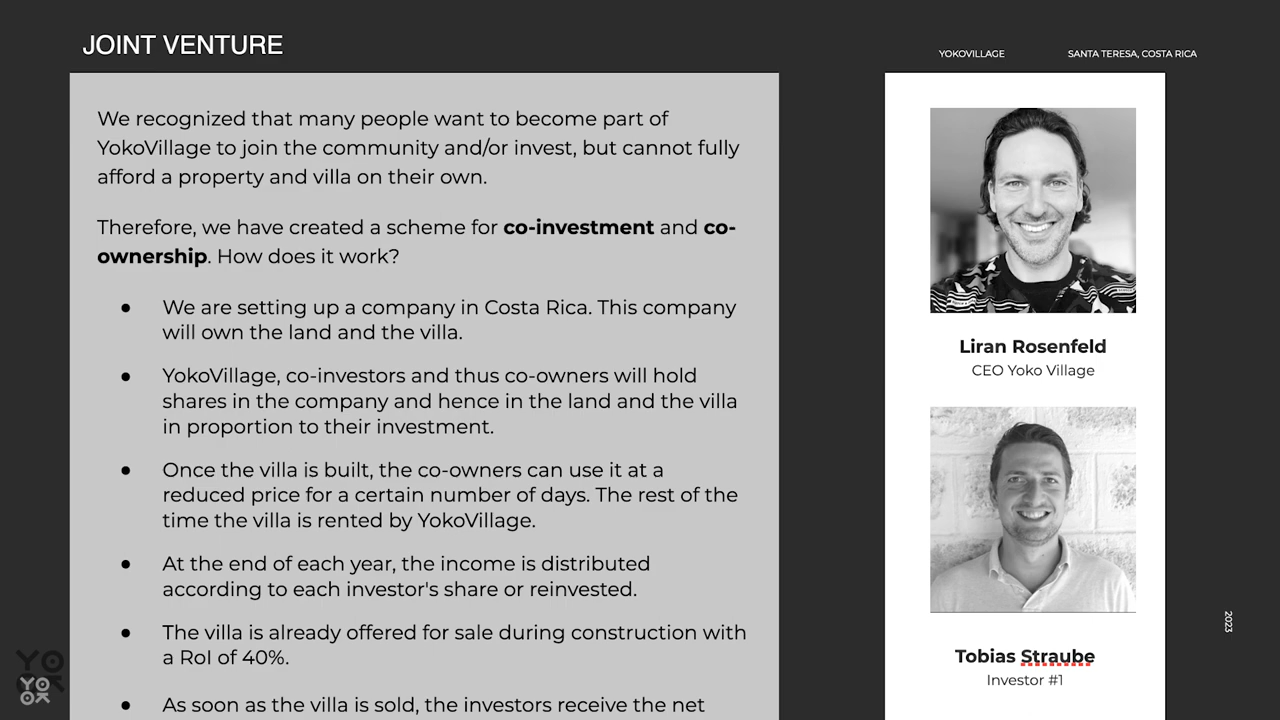 JOINT VENTURE
YOKOVILLAGE
SANTA TERESA, COSTA RICA
We recognized that many people want to become part of
YokoVillage to join the community and/or invest, but cannot fully
afford a property and villa on their own.
Therefore, we have created a scheme for co-investment and co-
ownership. How does it work?
● We are setting up a company in Costa Rica. This company
will own the land and the villa.
● YokoVillage, co-investors and thus co-owners will hold
shares in the company and hence in the land and the villa
in proportion to their investment.
● Once the villa is built, the co-owners can use it at a
reduced price for a certain number of days. The rest of the
time the villa is rented by YokoVillage.
● At the end of each year, the income is distributed
according to each investor's share or reinvested.
● The villa is already offered for sale during construction with
a RoI of 40%.
● As soon as the villa is sold, the investors receive the net
Liran Rosenfeld
CEO Yoko Village
Tobias Straube
Investor #1
2023
YO
OK
YO
OK